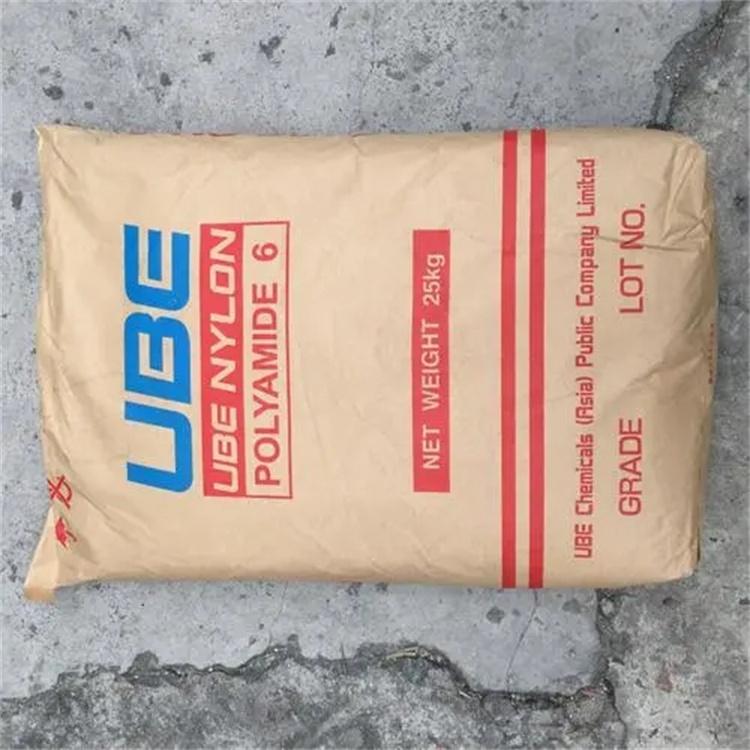 UBE
UBE NYLON
POLYAMIDE 6
NET WEIGHT 25kg
UBE Chemicals (Asia) Public Company Limited
GRADE LOT NO.